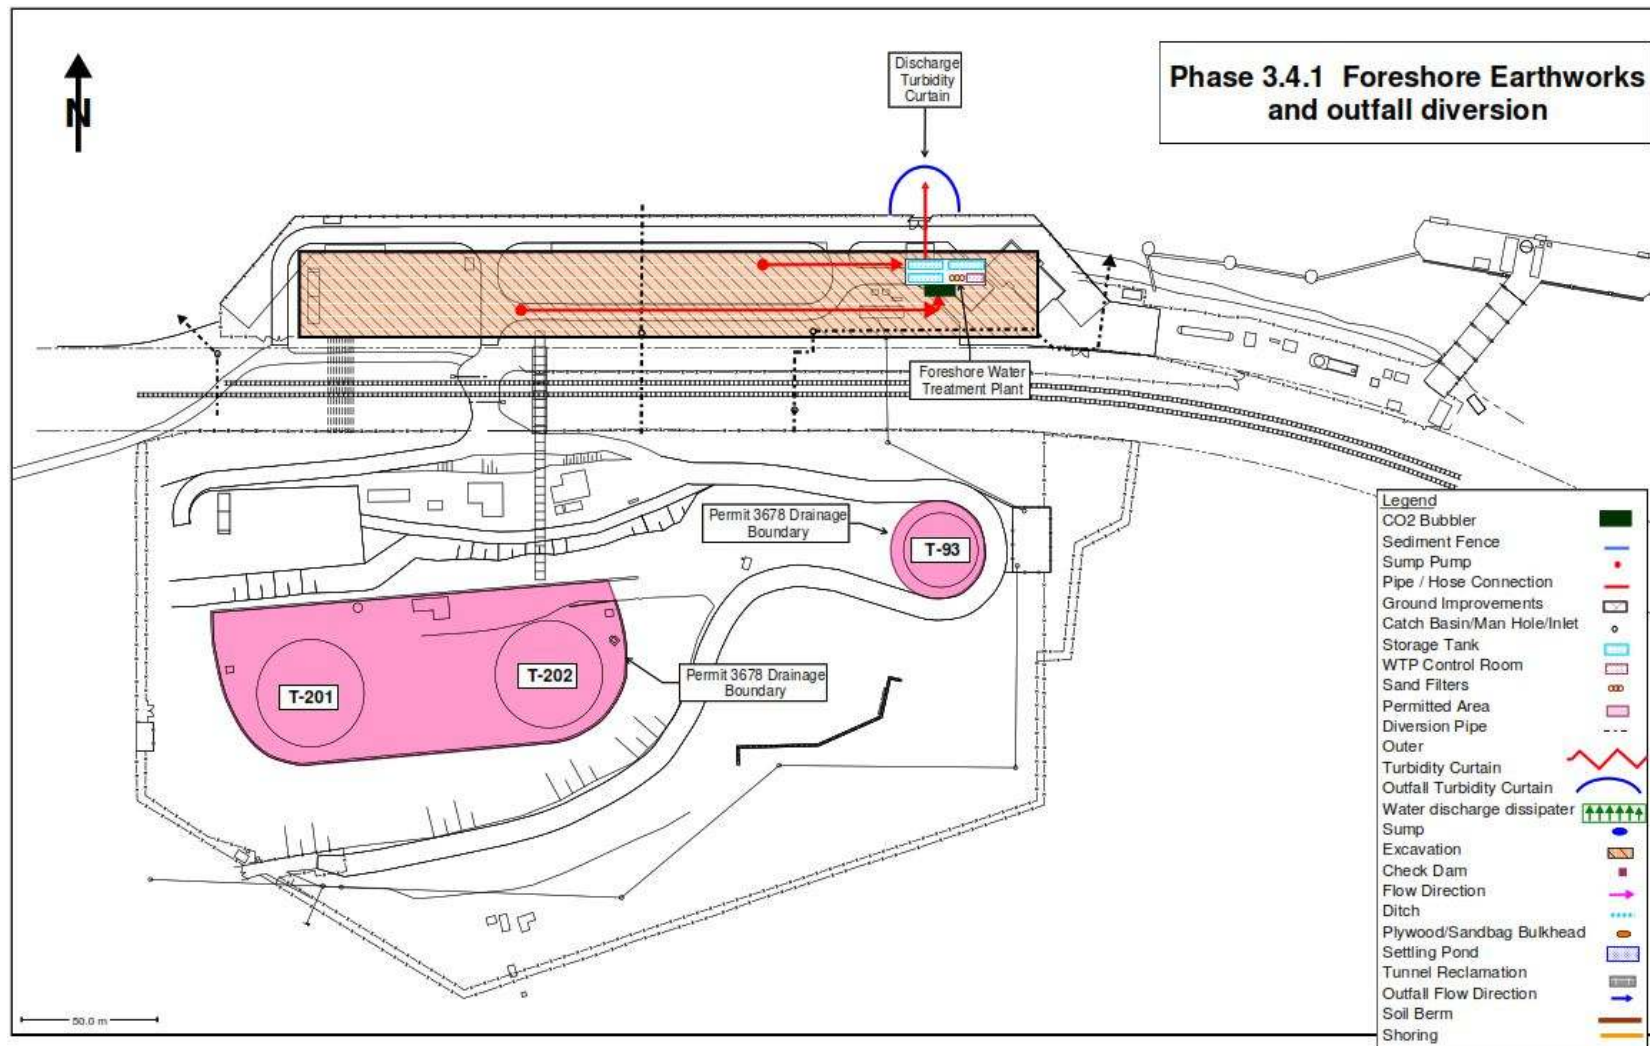 Phase 3.4.1 Foreshore Earthworks
and outfall diversion
N
Discharge
Turbidity
Curtain
Foreshore Water
Treatment Plant
Permit 3678 Drainage
Boundary
T-93
T-201
T-202
Permit 3678 Drainage
Boundary
50.0 m
Legend
CO2 Bubbler
Sediment Fence
Sump Pump
Pipe / Hose Connection
Ground Improvements
Catch Basin/Man Hole/Inlet
Storage Tank
WTP Control Room
Sand Filters
Permitted Area
Diversion Pipe
Outer
Turbidity Curtain
Outfall Turbidity Curtain
Water discharge dissipater
Sump
Excavation
Check Dam
Flow Direction
Ditch
Plywood/Sandbag Bulkhead
Settling Pond
Tunnel Reclamation
Outfall Flow Direction
Soil Berm
Shoring